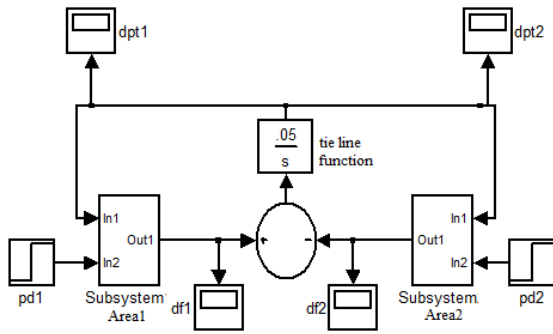 dpt1
dpt2
.05
s
tie line
function
In1
In2
Out1
+
-
In1
In2
Out1
pd1
Subsystem
Area1
df1
df2
Subsystem
Area2
pd2